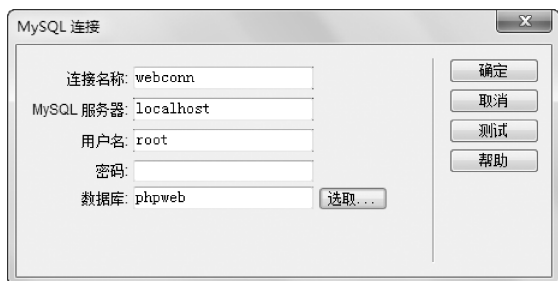 MySQL 连接
x
连接名称: webconn
MySQL 服务器: localhost
用户名: root
密码:
数据库: phpweb 选取...
确定
取消
测试
帮助